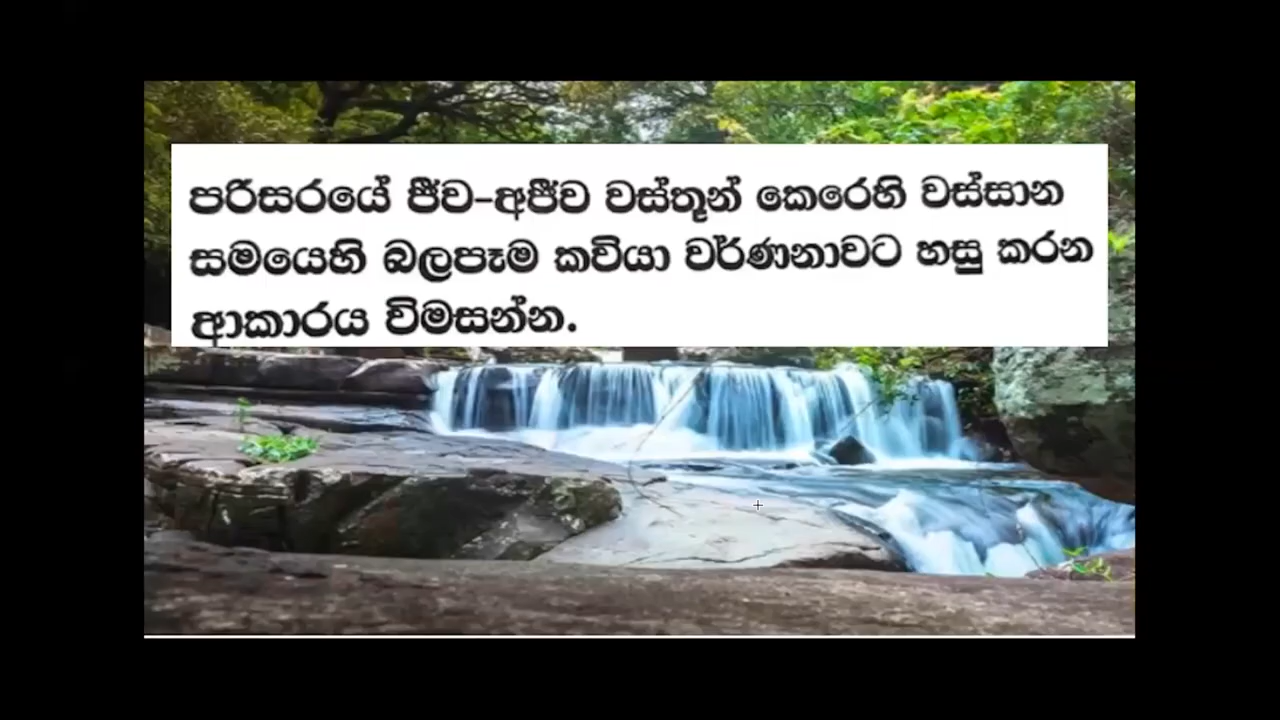 පරිසරයේ ජීව-අජීව වස්තූන් කෙරෙහි වස්සාන
සමයෙහි බලපෑම කවියා වර්ණනාවට හසු කරන
ආකාරය විමසන්න.